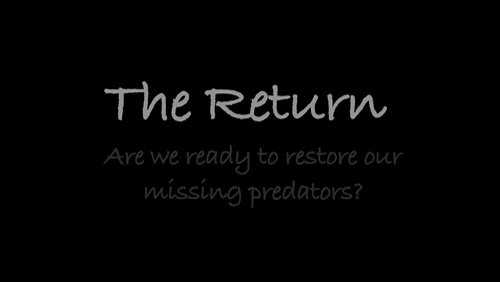 The Return
Are we ready to restore our
missing predators?